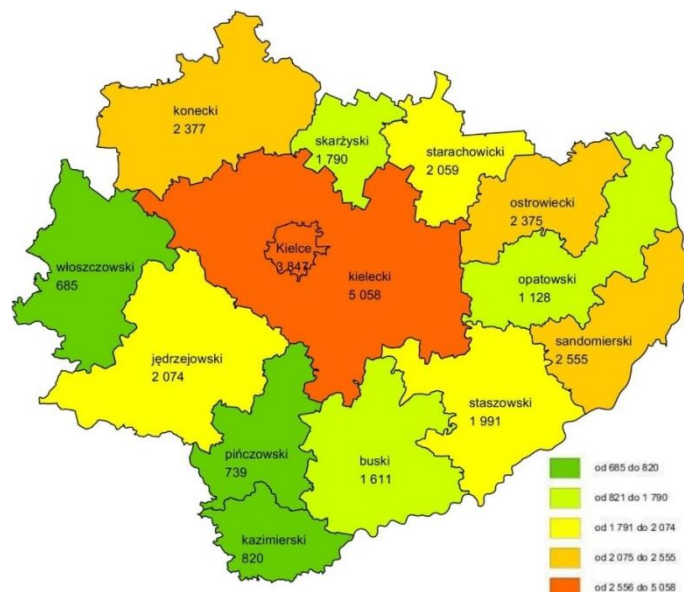 konecki
2 377
skarżyski
1 790
starachowicki
2 059
ostrowiecki
2 375
włoszczowski
685
Kielce
3 847
kielecki
5 058
opatowski
1 128
sandomierski
2 555
jędrzejowski
2 074
staszowski
1 991
pińczowski
739
buski
1 611
kazimierski
820
od 685 do 820
od 821 do 1 790
od 1 791 do 2 074
od 2 075 do 2 555
od 2 556 do 5 058